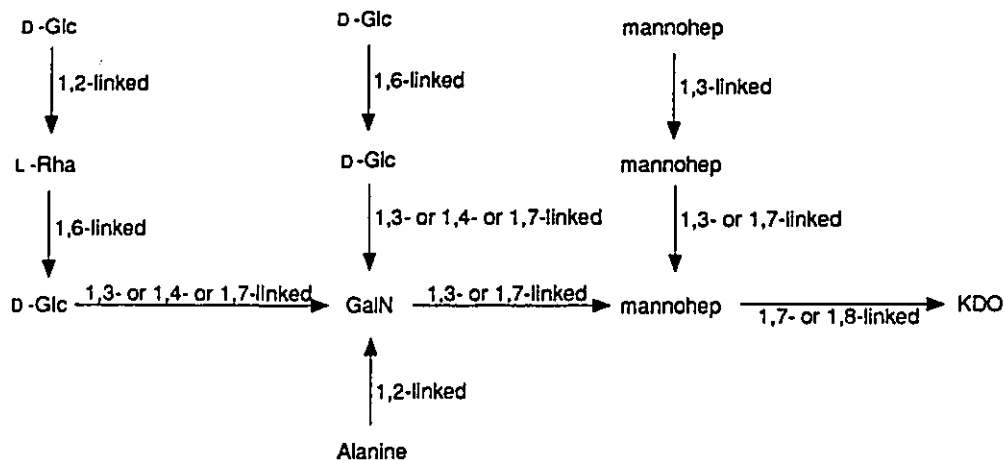 D-Glc D-Glc mannohep
1,2-linked 1,6-linked 1,3-linked
L-Rha D-Glc mannohep
1,6-linked 1,3- or 1,4- or 1,7-linked 1,3- or 1,7-linked
D-Glc 1,3- or 1,4- or 1,7-linked GalN 1,3- or 1,7-linked mannohep 1,7- or 1,8-linked KDO
1,2-linked
Alanine